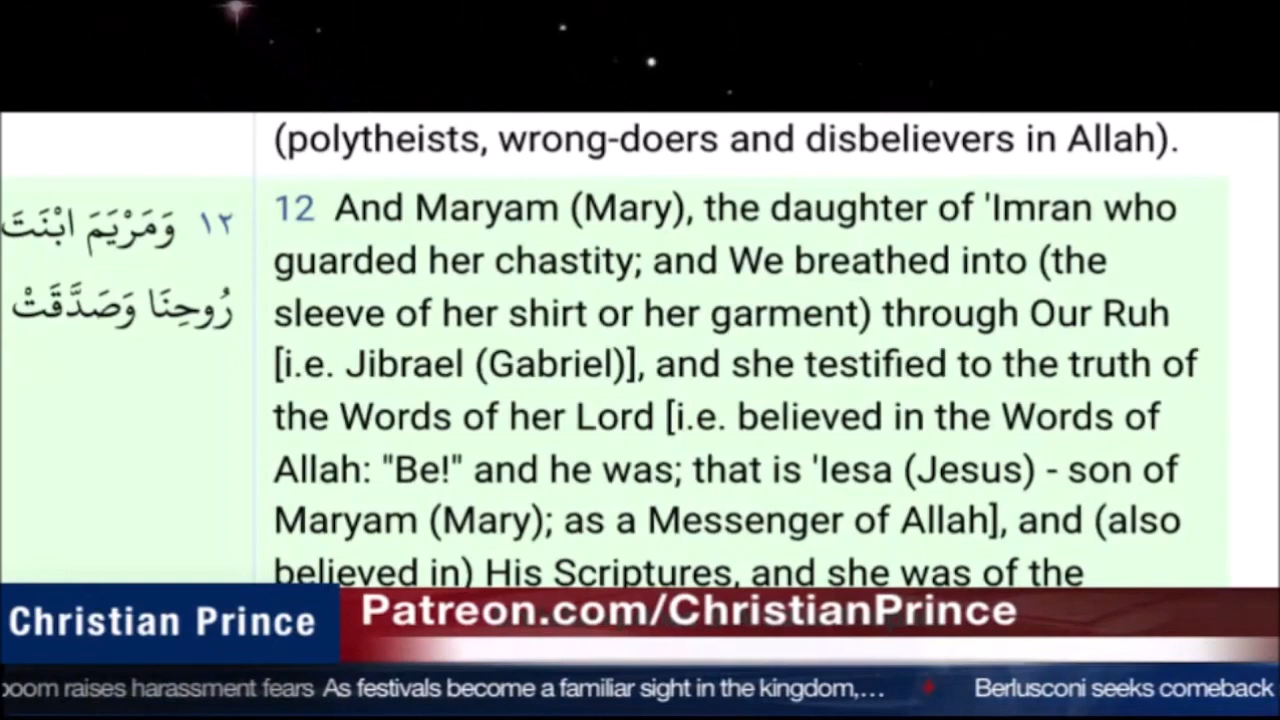 (polytheists, wrong-doers and disbelievers in Allah).
١٢ وَمَرْيَمَ ابْنَتَ
رُوحِنَا وَصَدَّقَتْ
12 And Maryam (Mary), the daughter of 'Imran who
guarded her chastity; and We breathed into (the
sleeve of her shirt or her garment) through Our Ruh
[i.e. Jibrael (Gabriel)], and she testified to the truth of
the Words of her Lord [i.e. believed in the Words of
Allah: "Be!" and he was; that is 'Iesa (Jesus) - son of
Maryam (Mary); as a Messenger of Allah], and (also
believed in) His Scriptures, and she was of the
Christian Prince
Patreon.com/ChristianPrince
boom raises harassment fears As festivals become a familiar sight in the kingdom,... Berlusconi seeks comeback